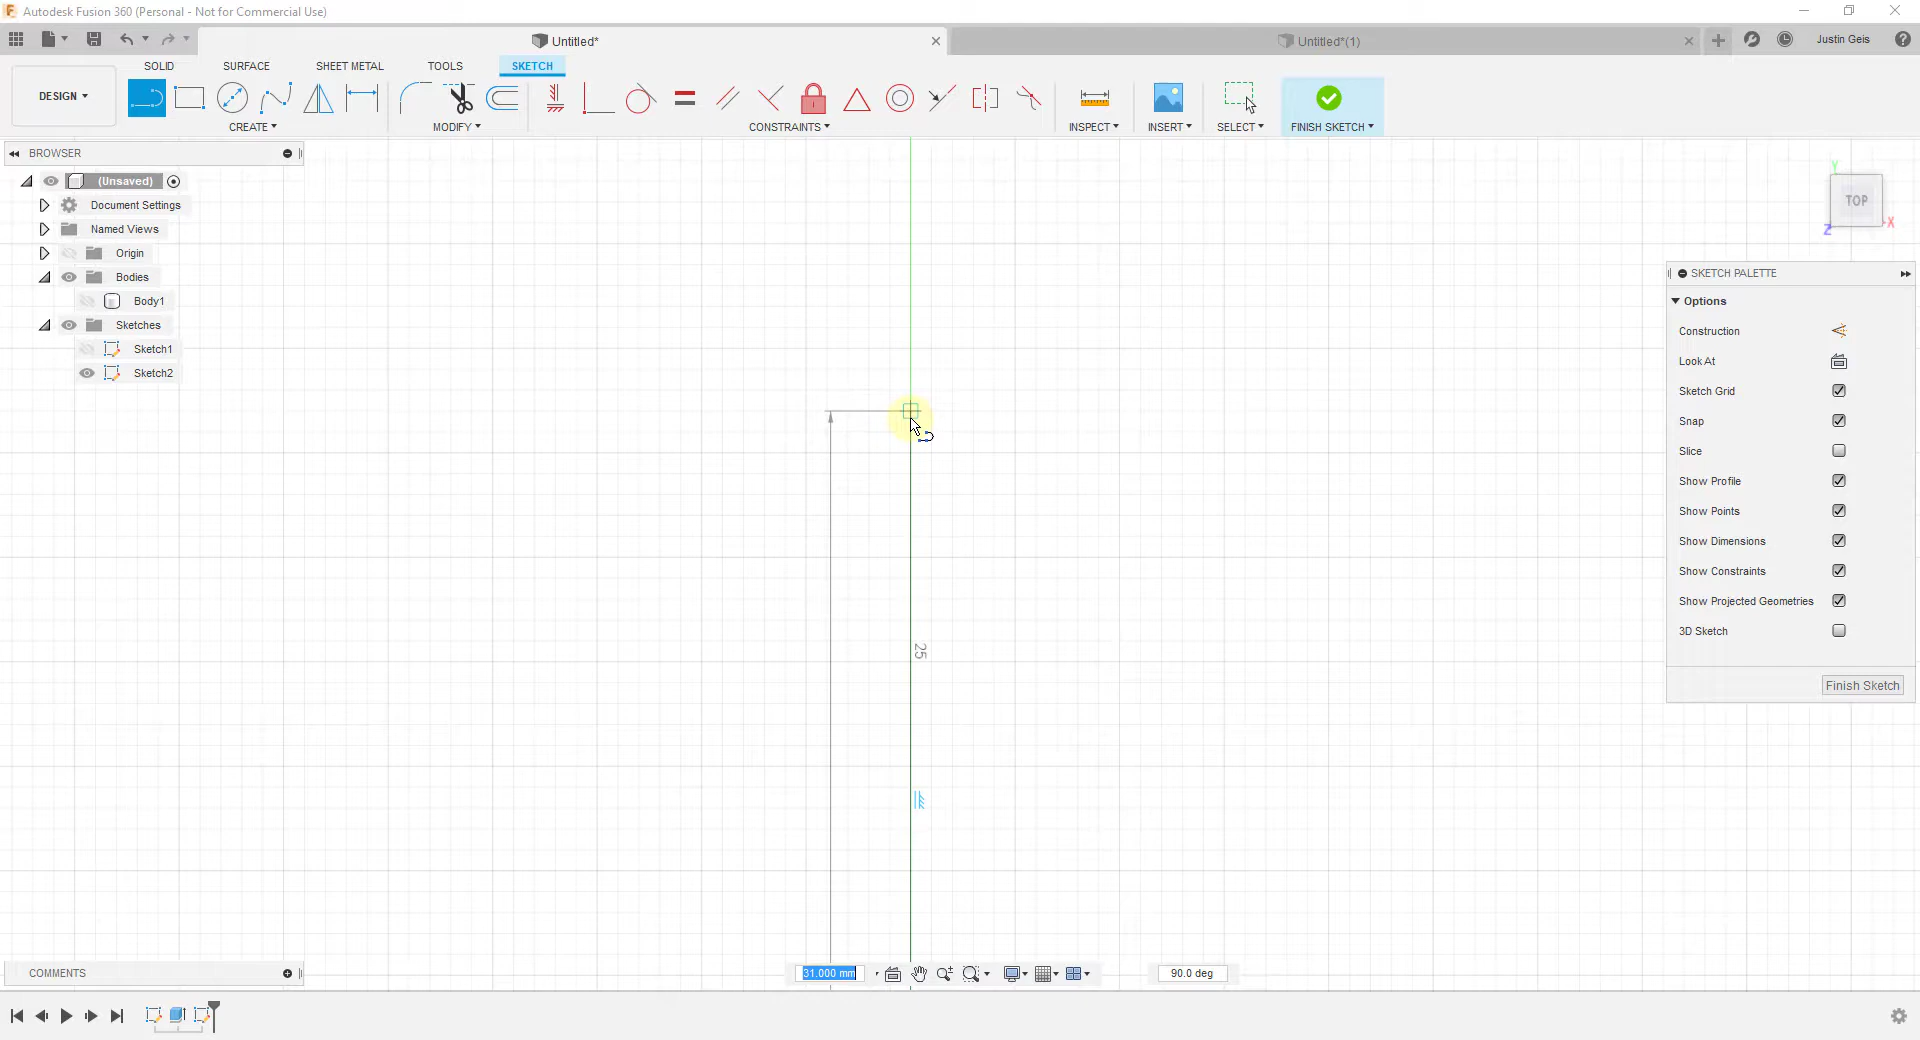 Autodesk Fusion 360 (Personal - Not for Commercial Use)
Untitled*
Untitled*(1)
Justin Geis
DESIGN
SOLID
SURFACE
SHEET METAL
TOOLS
SKETCH
CREATE
MODIFY
CONSTRAINTS
INSPECT
INSERT
SELECT
FINISH SKETCH
BROWSER
(Unsaved)
Document Settings
Named Views
Origin
Bodies
Body1
Sketches
Sketch1
Sketch2
Y
TOP
X
Z
SKETCH PALETTE
Options
Construction
Look At
Sketch Grid
Snap
Slice
Show Profile
Show Points
Show Dimensions
Show Constraints
Show Projected Geometries
3D Sketch
Finish Sketch
25
COMMENTS
31.000 mm
90.0 deg